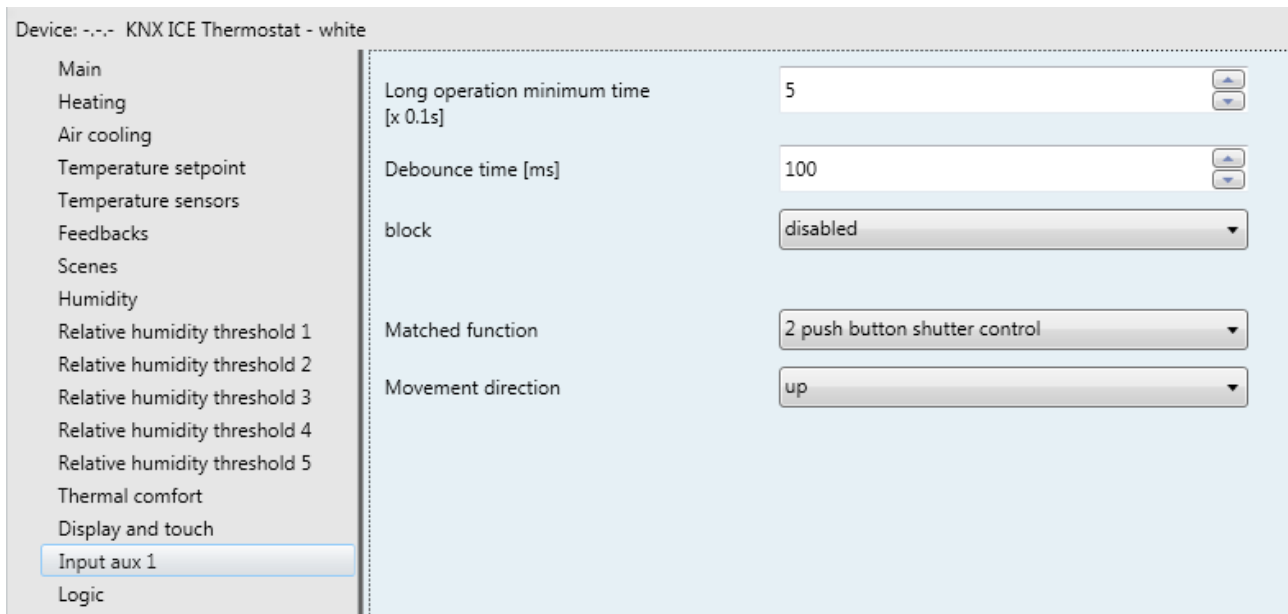 Device: -.-.- KNX ICE Thermostat - white
Main
Heating
Air cooling
Temperature setpoint
Temperature sensors
Feedbacks
Scenes
Humidity
Relative humidity threshold 1
Relative humidity threshold 2
Relative humidity threshold 3
Relative humidity threshold 4
Relative humidity threshold 5
Thermal comfort
Display and touch
Input aux 1
Logic
Long operation minimum time
[x 0.1s]
5
Debounce time [ms]
100
block
disabled
Matched function
2 push button shutter control
Movement direction
up